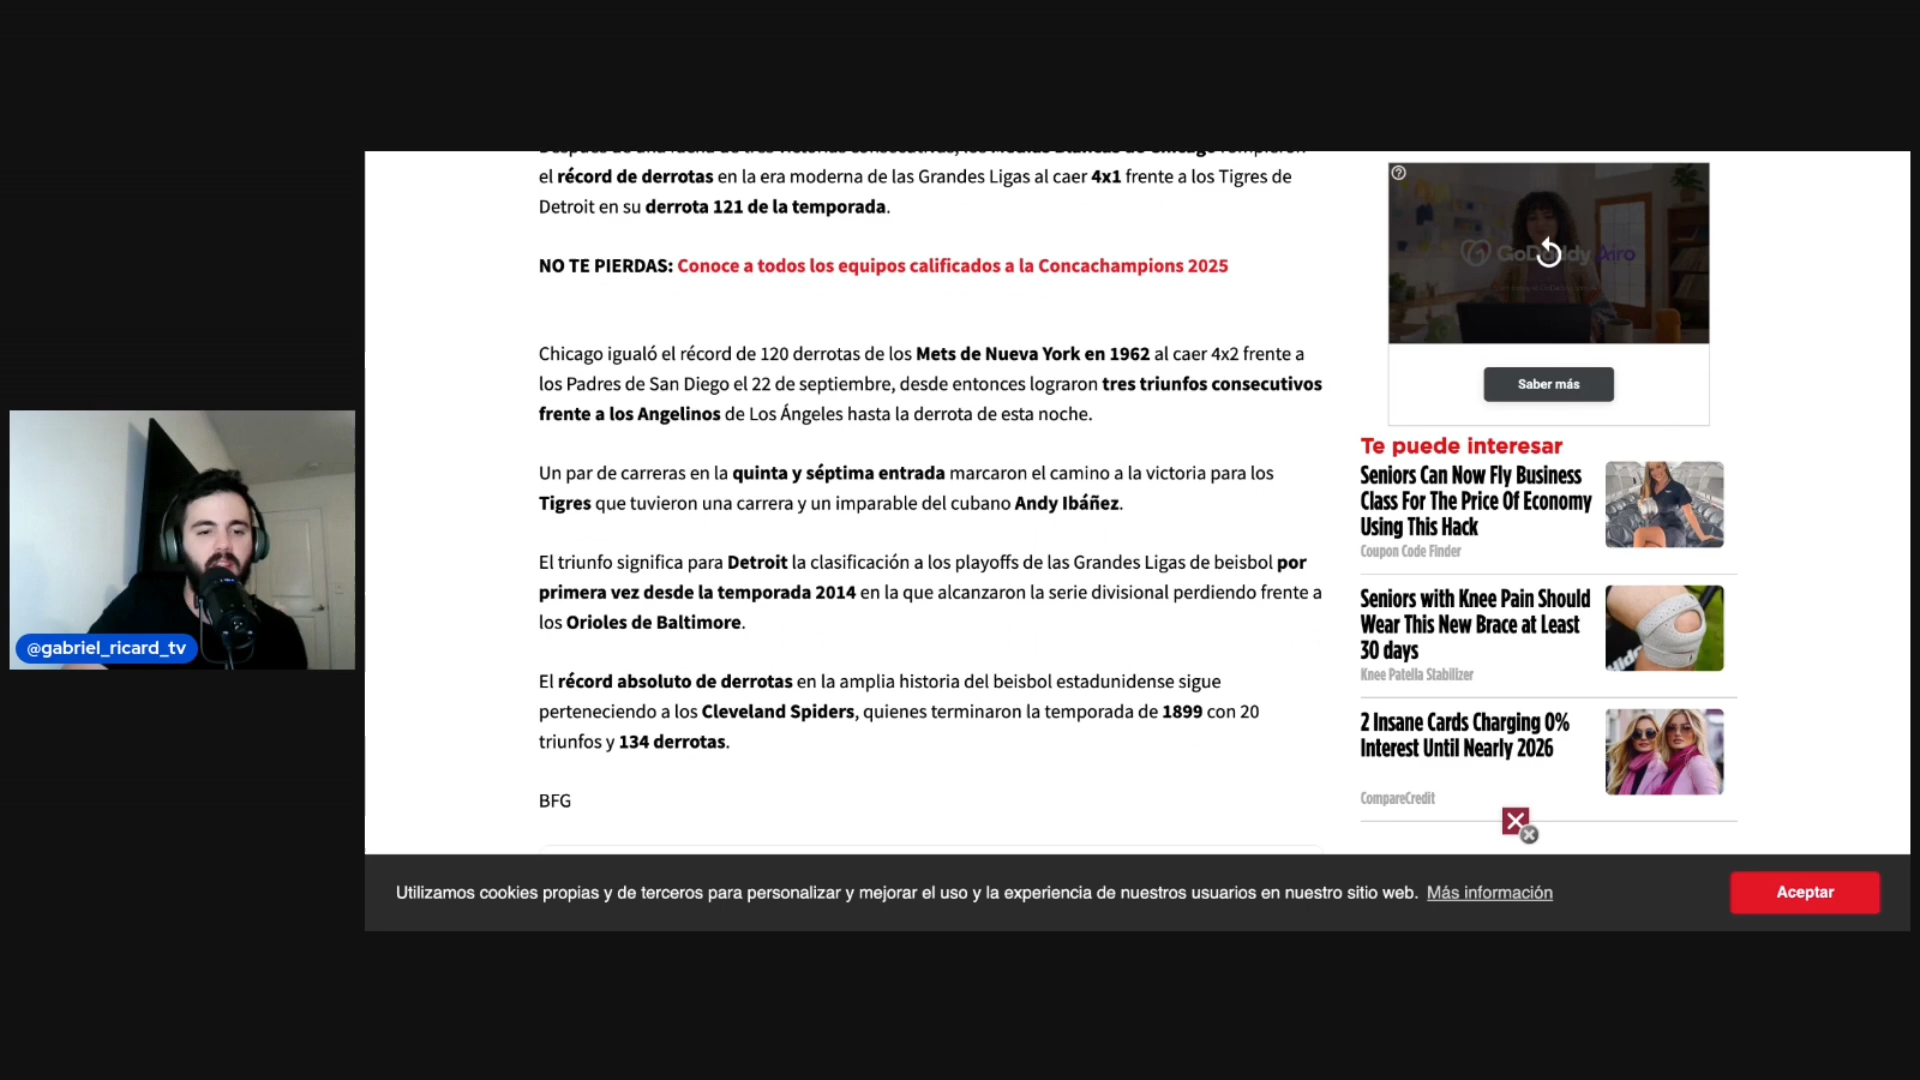 el récord de derrotas en la era moderna de las Grandes Ligas al caer 4x1 frente a los Tigres de
Detroit en su derrota 121 de la temporada.
NO TE PIERDAS: Conoce a todos los equipos calificados a la Concachampions 2025
Chicago igualó el récord de 120 derrotas de los Mets de Nueva York en 1962 al caer 4x2 frente a
los Padres de San Diego el 22 de septiembre, desde entonces lograron tres triunfos consecutivos
frente a los Angelinos de Los Ángeles hasta la derrota de esta noche.
Un par de carreras en la quinta y séptima entrada marcaron el camino a la victoria para los
Tigres que tuvieron una carrera y un imparable del cubano Andy Ibáñez.
El triunfo significa para Detroit la clasificación a los playoffs de las Grandes Ligas de beisbol por
primera vez desde la temporada 2014 en la que alcanzaron la serie divisional perdiendo frente a
los Orioles de Baltimore.
El récord absoluto de derrotas en la amplia historia del beisbol estadunidense sigue
perteneciendo a los Cleveland Spiders, quienes terminaron la temporada de 1899 con 20
triunfos y 134 derrotas.
BFG
GoDaddy Airo
Saber más
Te puede interesar
Seniors Can Now Fly Business
Class For The Price Of Economy
Using This Hack
Coupon Code Finder
Seniors with Knee Pain Should
Wear This New Brace at Least
30 days
Knee Patella Stabilizer
2 Insane Cards Charging 0%
Interest Until Nearly 2026
CompareCredit
@gabriel_ricard_tv
Utilizamos cookies propias y de terceros para personalizar y mejorar el uso y la experiencia de nuestros usuarios en nuestro sitio web. Más información
Aceptar